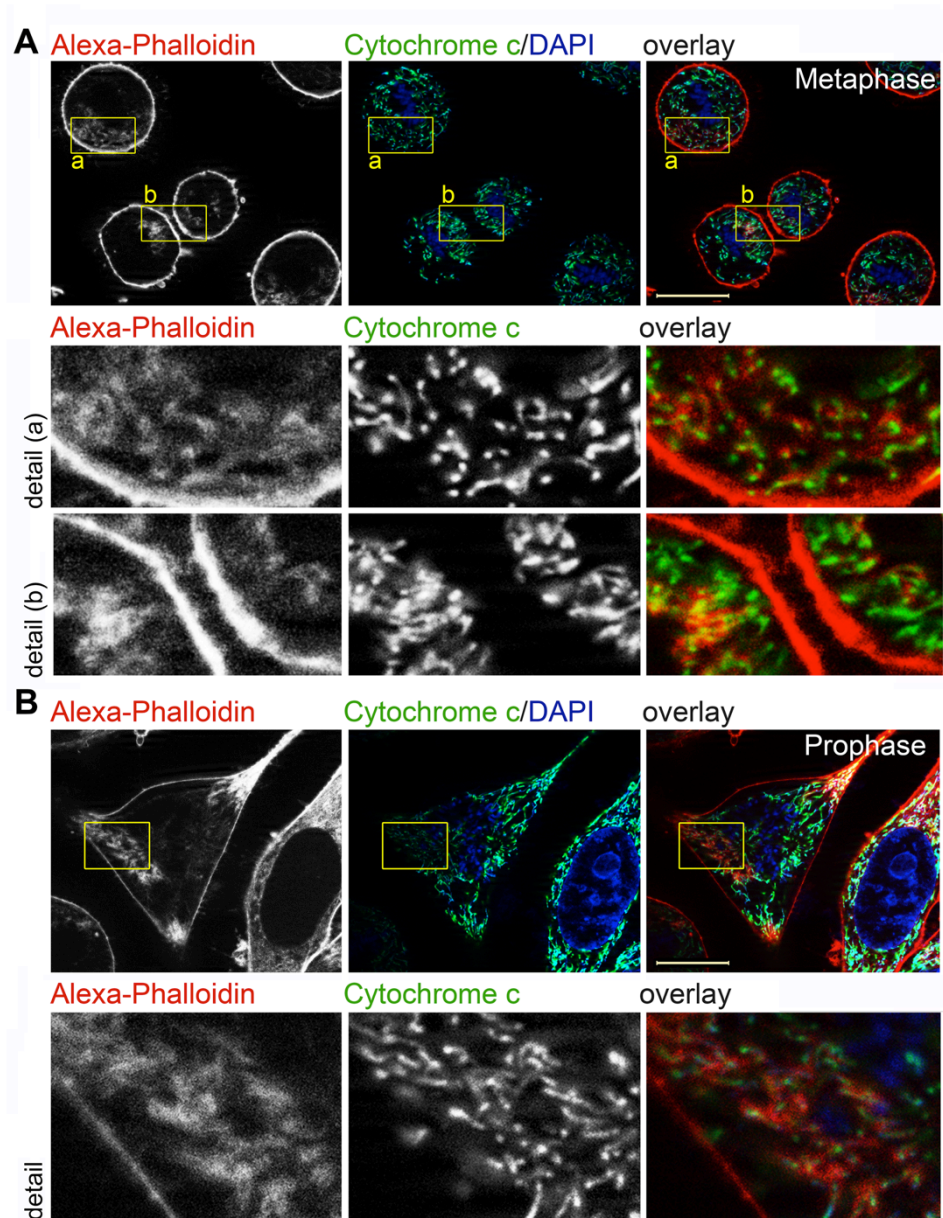 A
Alexa-Phalloidin Cytochrome c/DAPI overlay
Metaphase
a a a
b b b
Alexa-Phalloidin Cytochrome c overlay
detail (a)
detail (b)
B
Alexa-Phalloidin Cytochrome c/DAPI overlay
Prophase
Alexa-Phalloidin Cytochrome c overlay
detail